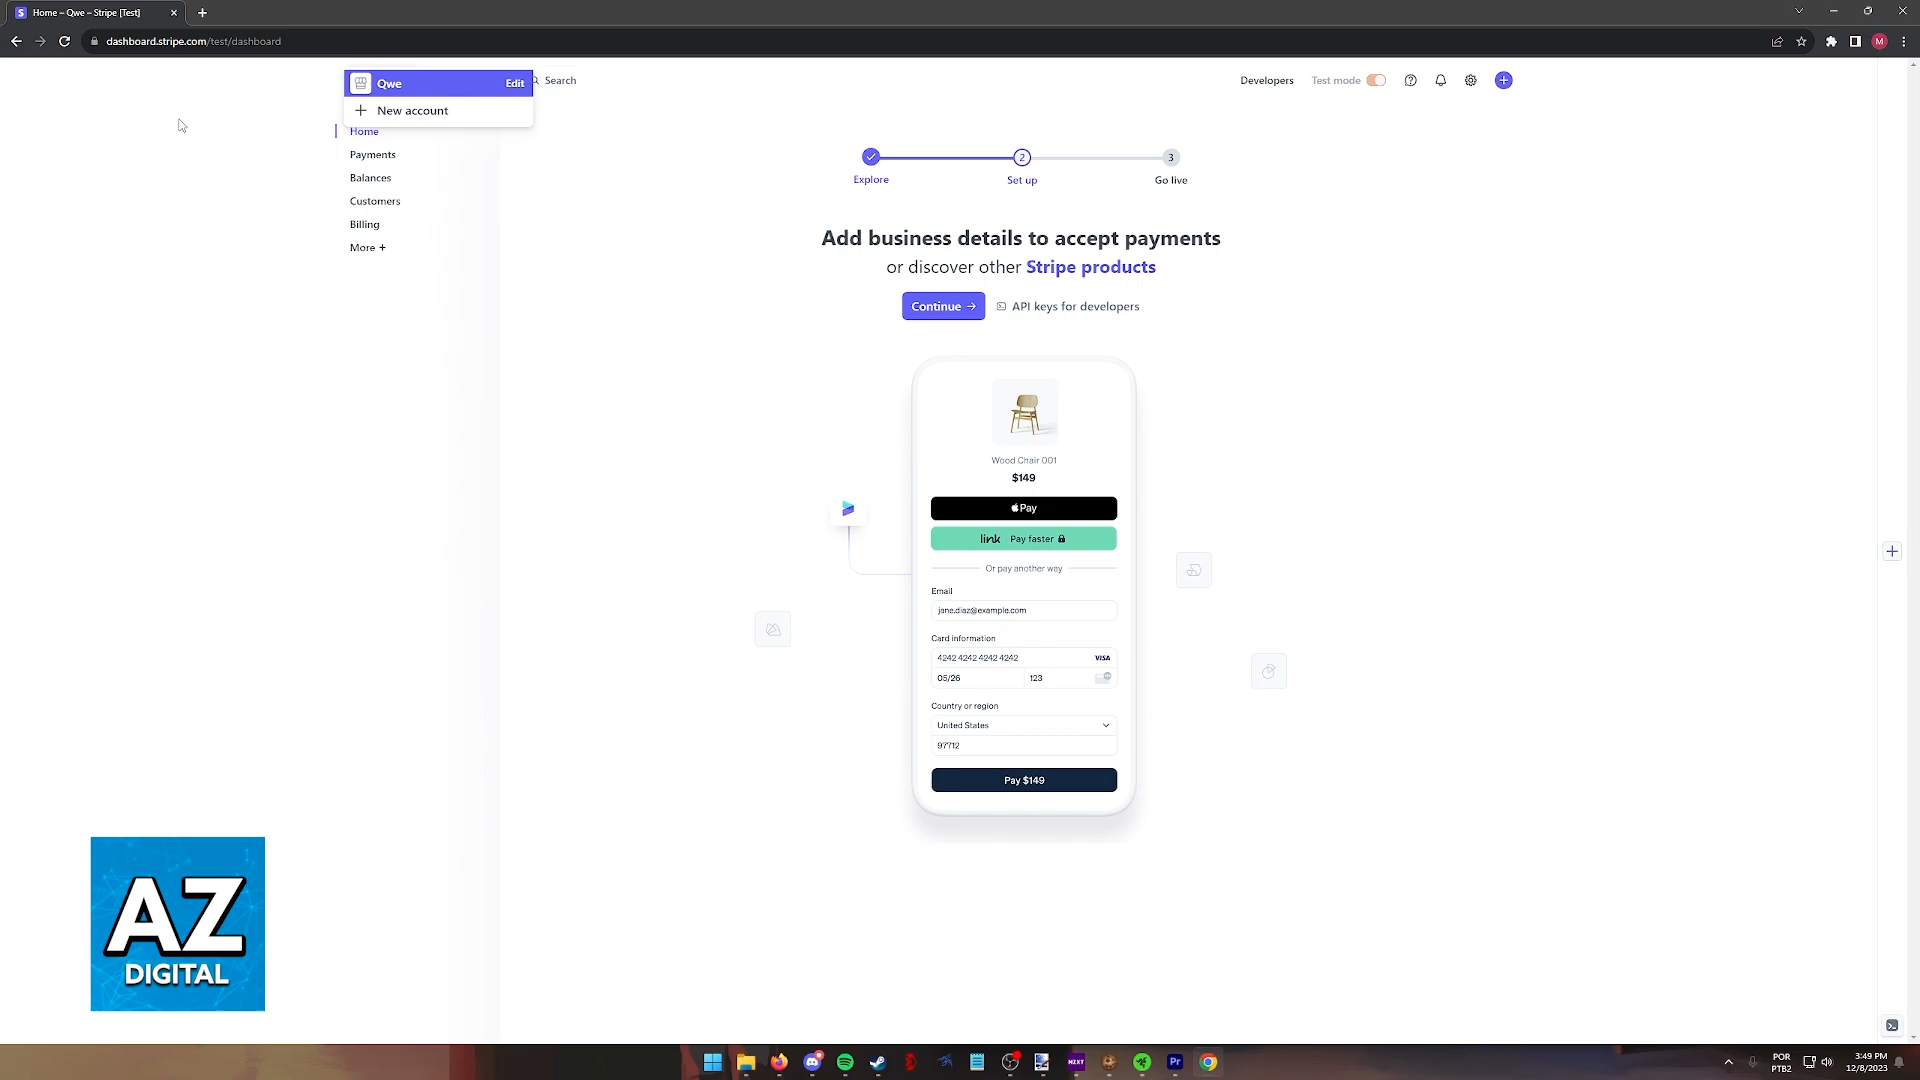 Home – Qwe – Stripe [Test]
dashboard.stripe.com/test/dashboard
M
Qwe
Edit
Search
Developers
Test mode
New account
Home
Payments
Balances
Customers
Billing
More +
2
3
Explore
Set up
Go live
Add business details to accept payments
or discover other Stripe products
Continue →
API keys for developers
Wood Chair 001
$149
Pay
link Pay faster
Or pay another way
Email
jane.diaz@example.com
Card information
4242 4242 4242 4242
VISA
05/26
123
Country or region
United States
97712
Pay $149
AZ
DIGITAL
NZXT
Pr
POR
PTB2
3:49 PM
12/8/2023